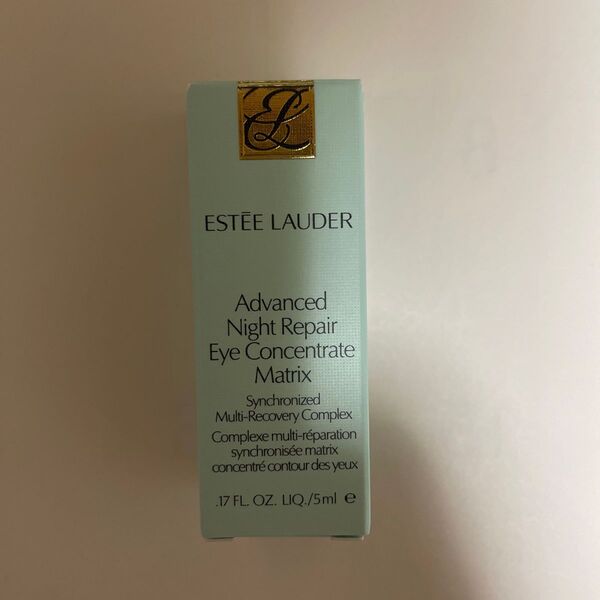 EL
ESTĒE LAUDER
Advanced
Night Repair
Eye Concentrate
Matrix
Synchronized
Multi-Recovery Complex
Complexe multi-réparation
synchronisée matrix
concentré contour des yeux
.17 FL. OZ. LIQ./5ml ℮